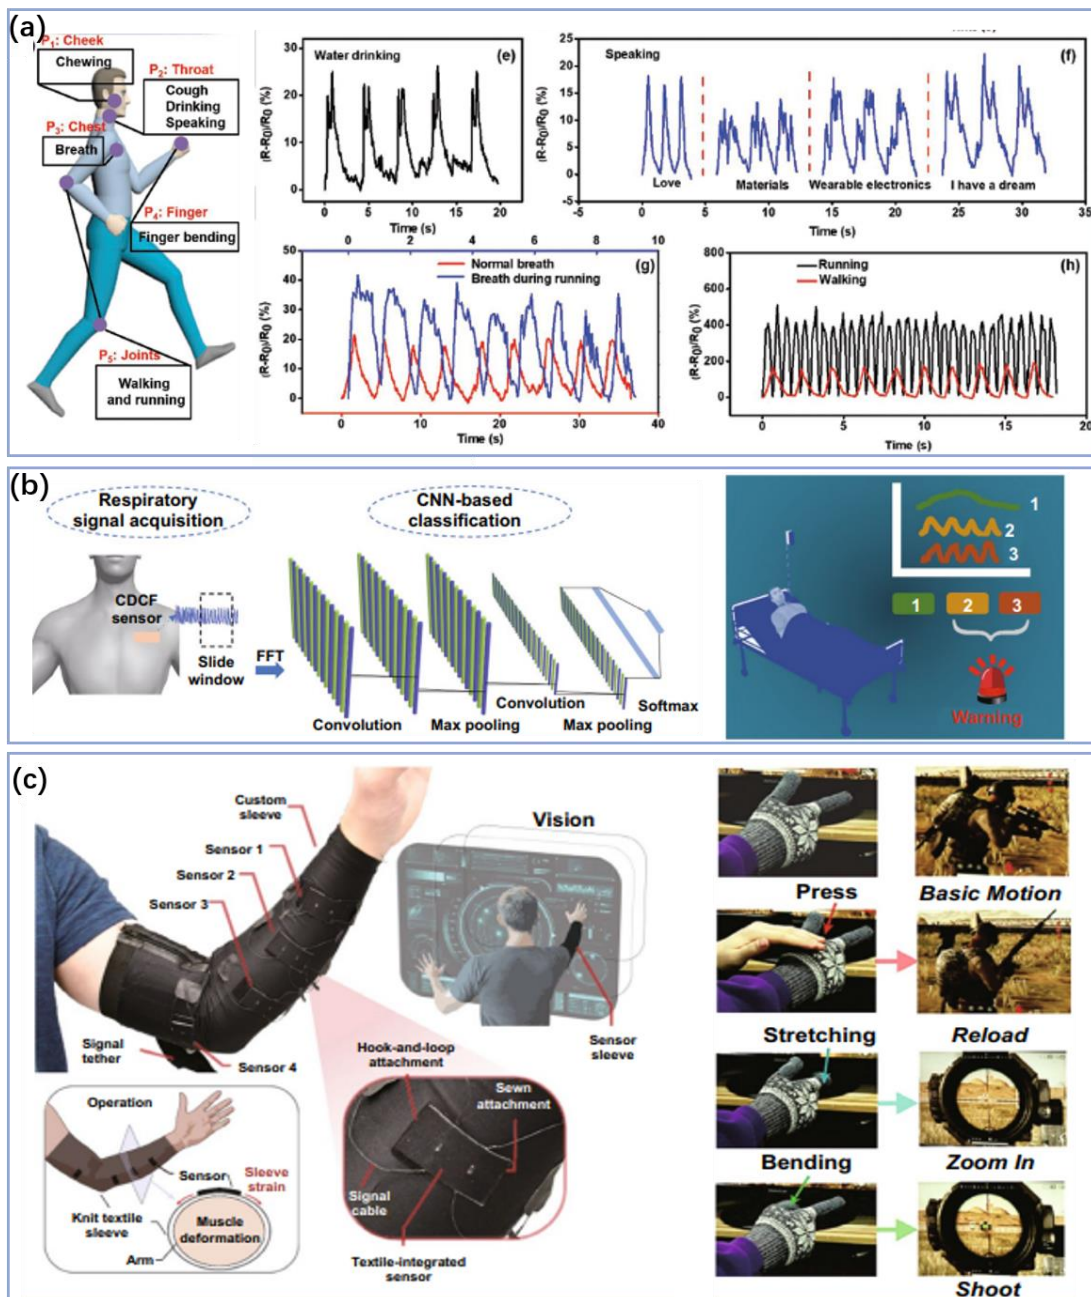 (a)
P1: Cheek
Chewing
P2: Throat
Cough
Drinking
Speaking
P3: Chest
Breath
P4: Finger
Finger bending
P5: Joints
Walking
and running
Water drinking
(e)
(R-R0)/R0 (%)
30
20
10
0
0 5 10 15 20
Time (s)
Speaking
(f)
(R-R0)/R0 (%)
25
20
15
10
5
0
-5
Love
Materials
Wearable electronics
I have a dream
-5 0 5 10 15 20 25 30 35
Time (s)
0 2 4 6 8 10
Normal breath
Breath during running
(g)
(R-R0)/R0 (%)
50
40
30
20
10
0
0 10 20 30 40
Time (s)
Running
Walking
(h)
(R-R0)/R0 (%)
800
600
400
200
0
0 5 10 15 20
Time (s)
(b)
Respiratory
signal acquisition
CDCF
sensor
Slide
window
FFT
CNN-based
classification
Convolution
Max pooling
Convolution
Max pooling
Softmax
1
2
3
1 2 3
Warning
(c)
Custom
sleeve
Sensor 1
Sensor 2
Sensor 3
Signal
tether
Sensor 4
Vision
Sensor
sleeve
Hook-and-loop
attachment
Sewn
attachment
Signal
cable
Textile-integrated
sensor
Operation
Sensor
Sleeve
strain
Knit textile
sleeve
Muscle
deformation
Arm
Press
Basic Motion
Stretching
Reload
Bending
Zoom In
Shoot